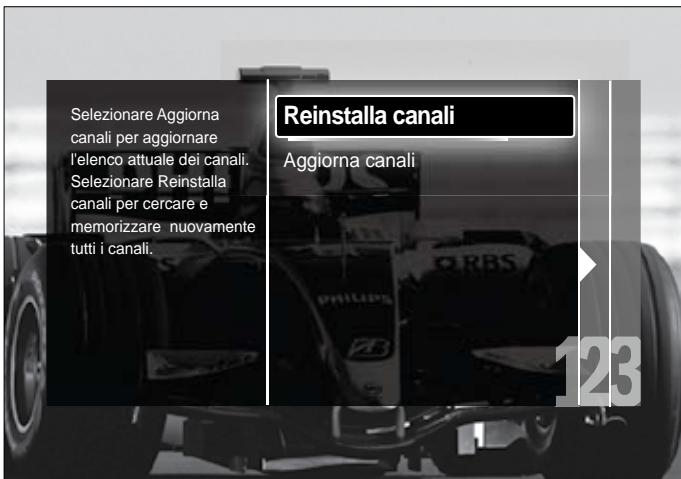 Selezionare Aggiorna
canali per aggiornare
l'elenco attuale dei canali.
Selezionare Reinstalla
canali per cercare e
memorizzare nuovamente
tutti i canali.
Reinstalla canali
Aggiorna canali
RBS
PHILIPS
123